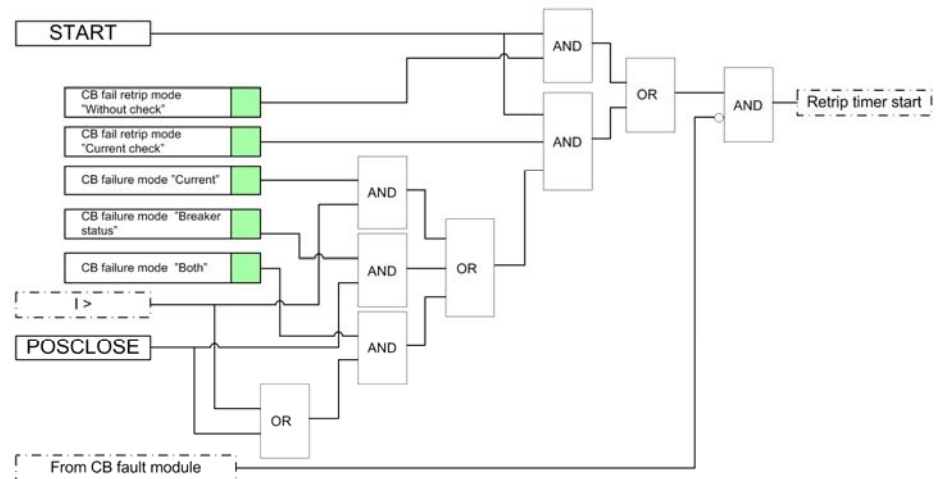 START
AND
CB fail retrip mode
"Without check"
OR
AND
Retrip timer start
CB fail retrip mode
"Current check"
AND
CB failure mode "Current"
AND
CB failure mode "Breaker
status"
AND
OR
CB failure mode "Both"
I >
POSCLOSE
AND
OR
From CB fault module